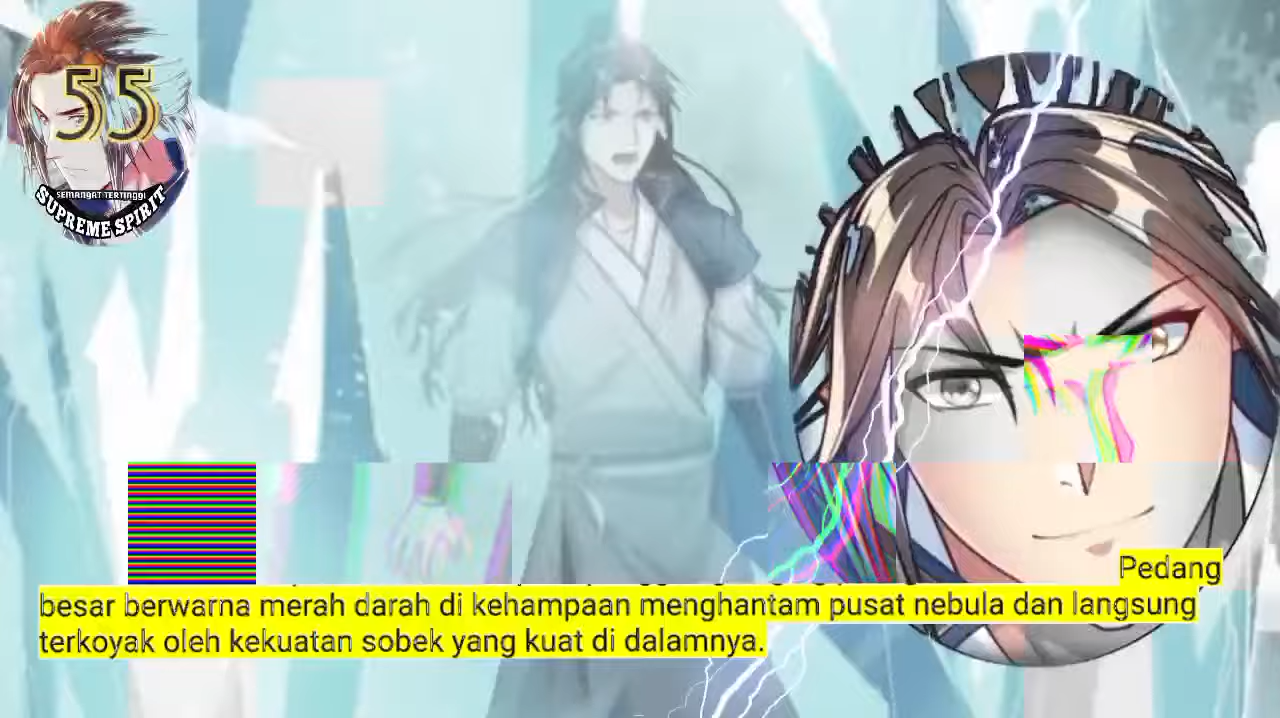 55
SEMANGAT TERTINGGI
SUPREME SPIRIT
Pedang
besar berwarna merah darah di kehampaan menghantam pusat nebula dan langsung
terkoyak oleh kekuatan sobek yang kuat di dalamnya.